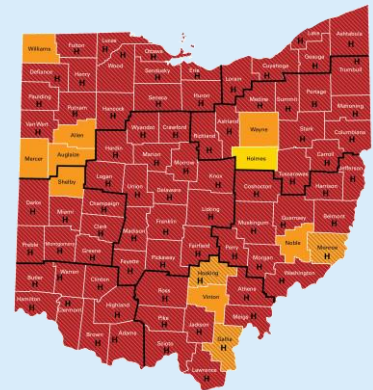 Williams
Fulton
H
Lucas
H
Ottawa
H
Wood
H
Sandusky
H
Erie
H
Lorain
H
Cuyahoga
H
Lake
H
Geauga
H
Ashtabula
H
Trumbull
H
Defiance
H
Henry
H
Paulding
H
Putnam
H
Hancock
H
Seneca
H
Huron
H
Medina
H
Summit
H
Portage
H
Mahoning
H
Van Wert
H
Allen
H
Wyandot
H
Crawford
H
Richland
H
Ashland
H
Wayne
Stark
H
Columbiana
H
Mercer
Auglaize
Hardin
H
Marion
H
Morrow
H
Holmes
Carroll
H
Jefferson
H
Shelby
Logan
H
Union
H
Delaware
H
Knox
H
Coshocton
H
Tuscarawas
H
Harrison
H
Darke
H
Miami
H
Champaign
H
Clark
H
Madison
H
Franklin
H
Licking
H
Muskingum
H
Guernsey
H
Belmont
H
Preble
H
Montgomery
H
Greene
H
Fayette
H
Pickaway
H
Fairfield
H
Perry
H
Morgan
H
Noble
H
Monroe
H
Butler
H
Warren
H
Clinton
H
Ross
H
Hocking
H
Athens
H
Washington
H
Hamilton
H
Clermont
H
Highland
H
Vinton
H
Meigs
H
Brown
H
Adams
H
Pike
H
Jackson
H
Scioto
H
Gallia
H
Lawrence
H